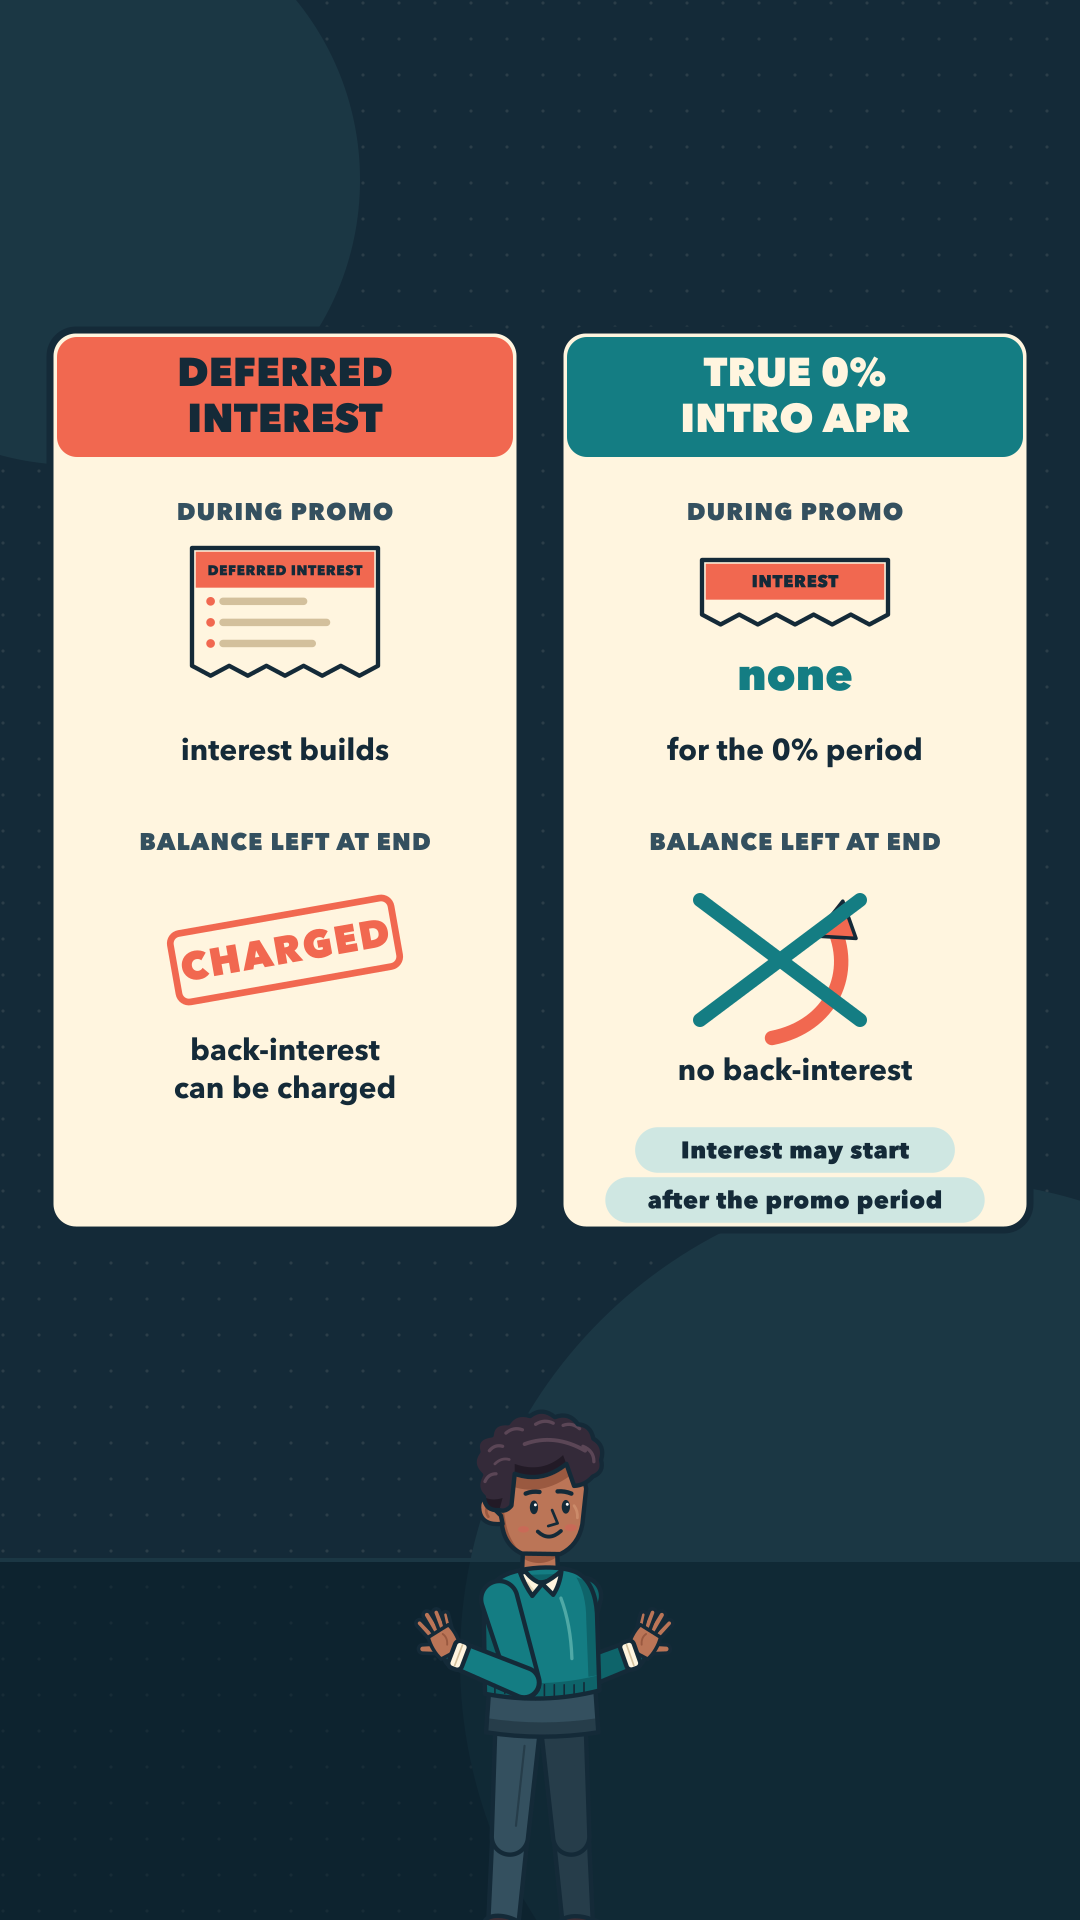 DEFERRED
INTEREST
DURING PROMO
DEFERRED INTEREST
interest builds
BALANCE LEFT AT END
CHARGED
back-interest
can be charged
TRUE 0%
INTRO APR
DURING PROMO
INTEREST
none
for the 0% period
BALANCE LEFT AT END
no back-interest
Interest may start
after the promo period